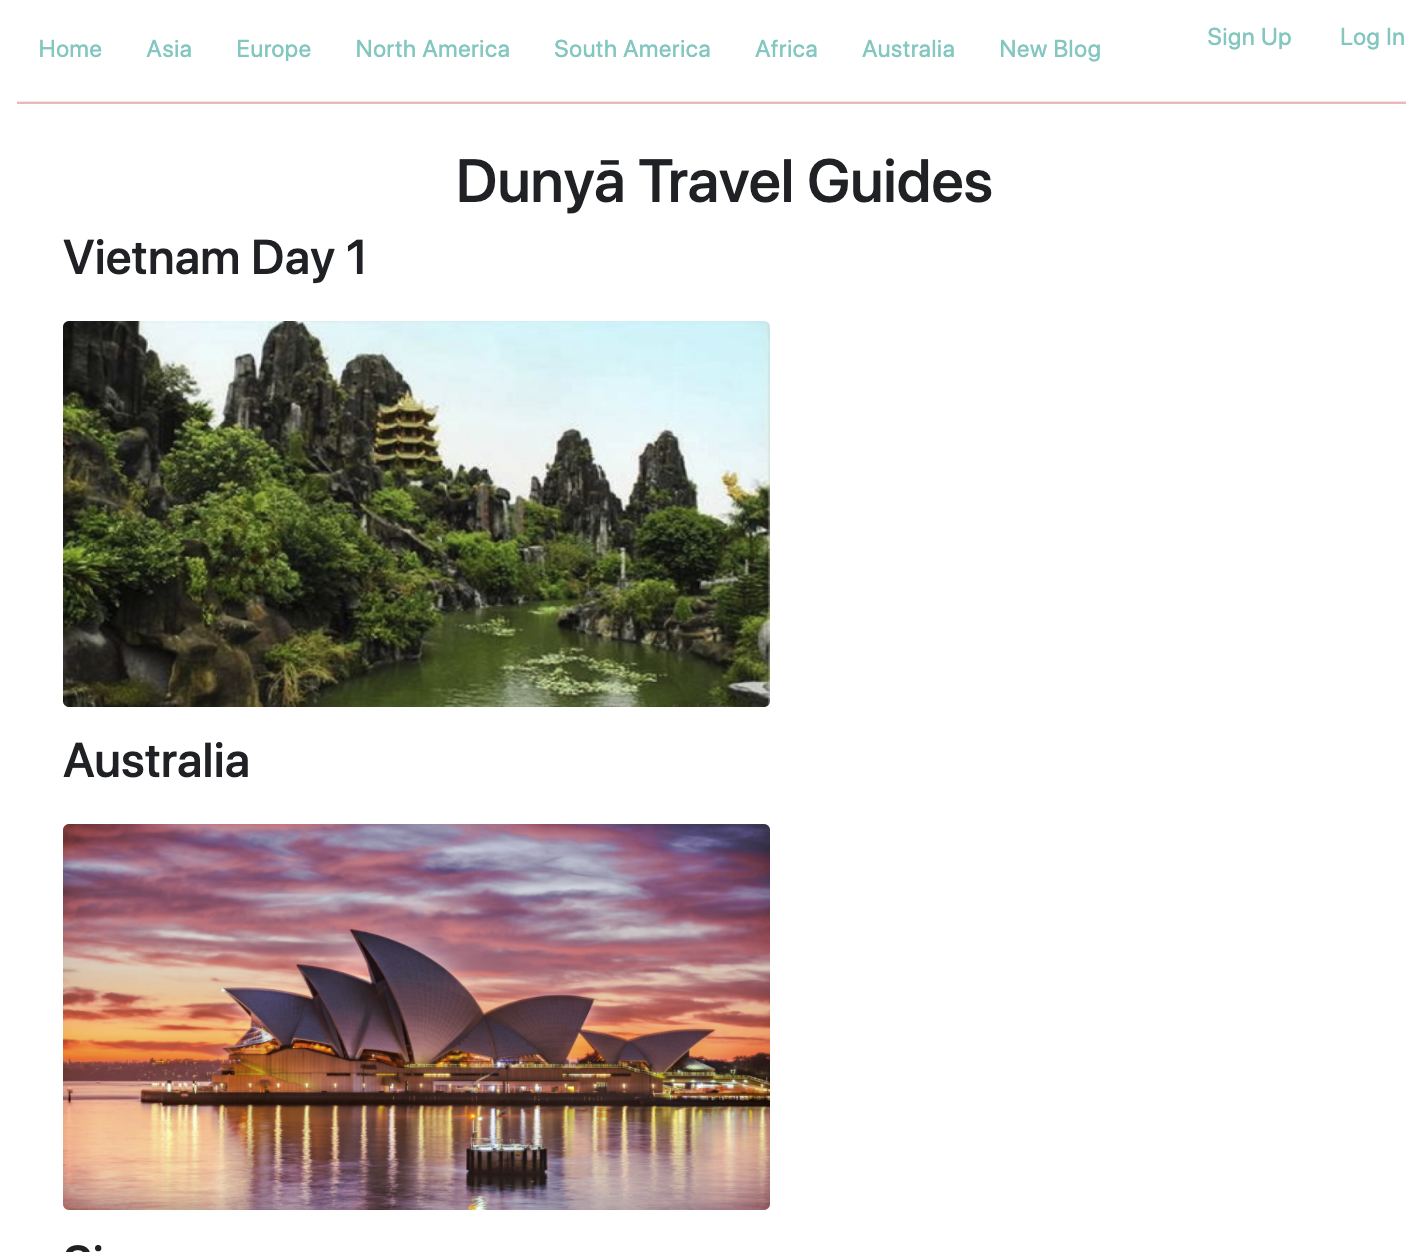 Home Asia Europe North America South America Africa Australia New Blog Sign Up Log In
Dunyā Travel Guides
Vietnam Day 1
Australia